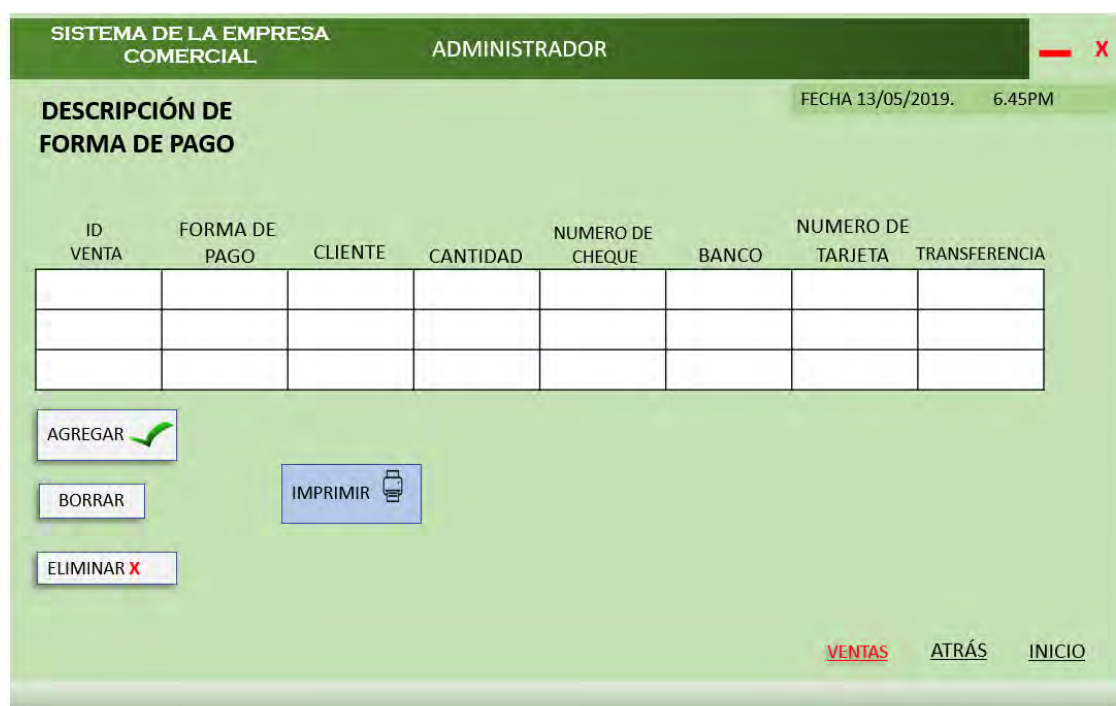 SISTEMA DE LA EMPRESA
COMERCIAL
ADMINISTRADOR
X
FECHA 13/05/2019. 6.45PM
DESCRIPCIÓN DE
FORMA DE PAGO
ID
VENTA
FORMA DE
PAGO
CLIENTE
CANTIDAD
NUMERO DE
CHEQUE
BANCO
NUMERO DE
TARJETA
TRANSFERENCIA
AGREGAR
BORRAR
IMPRIMIR
ELIMINAR X
VENTAS ATRÁS INICIO